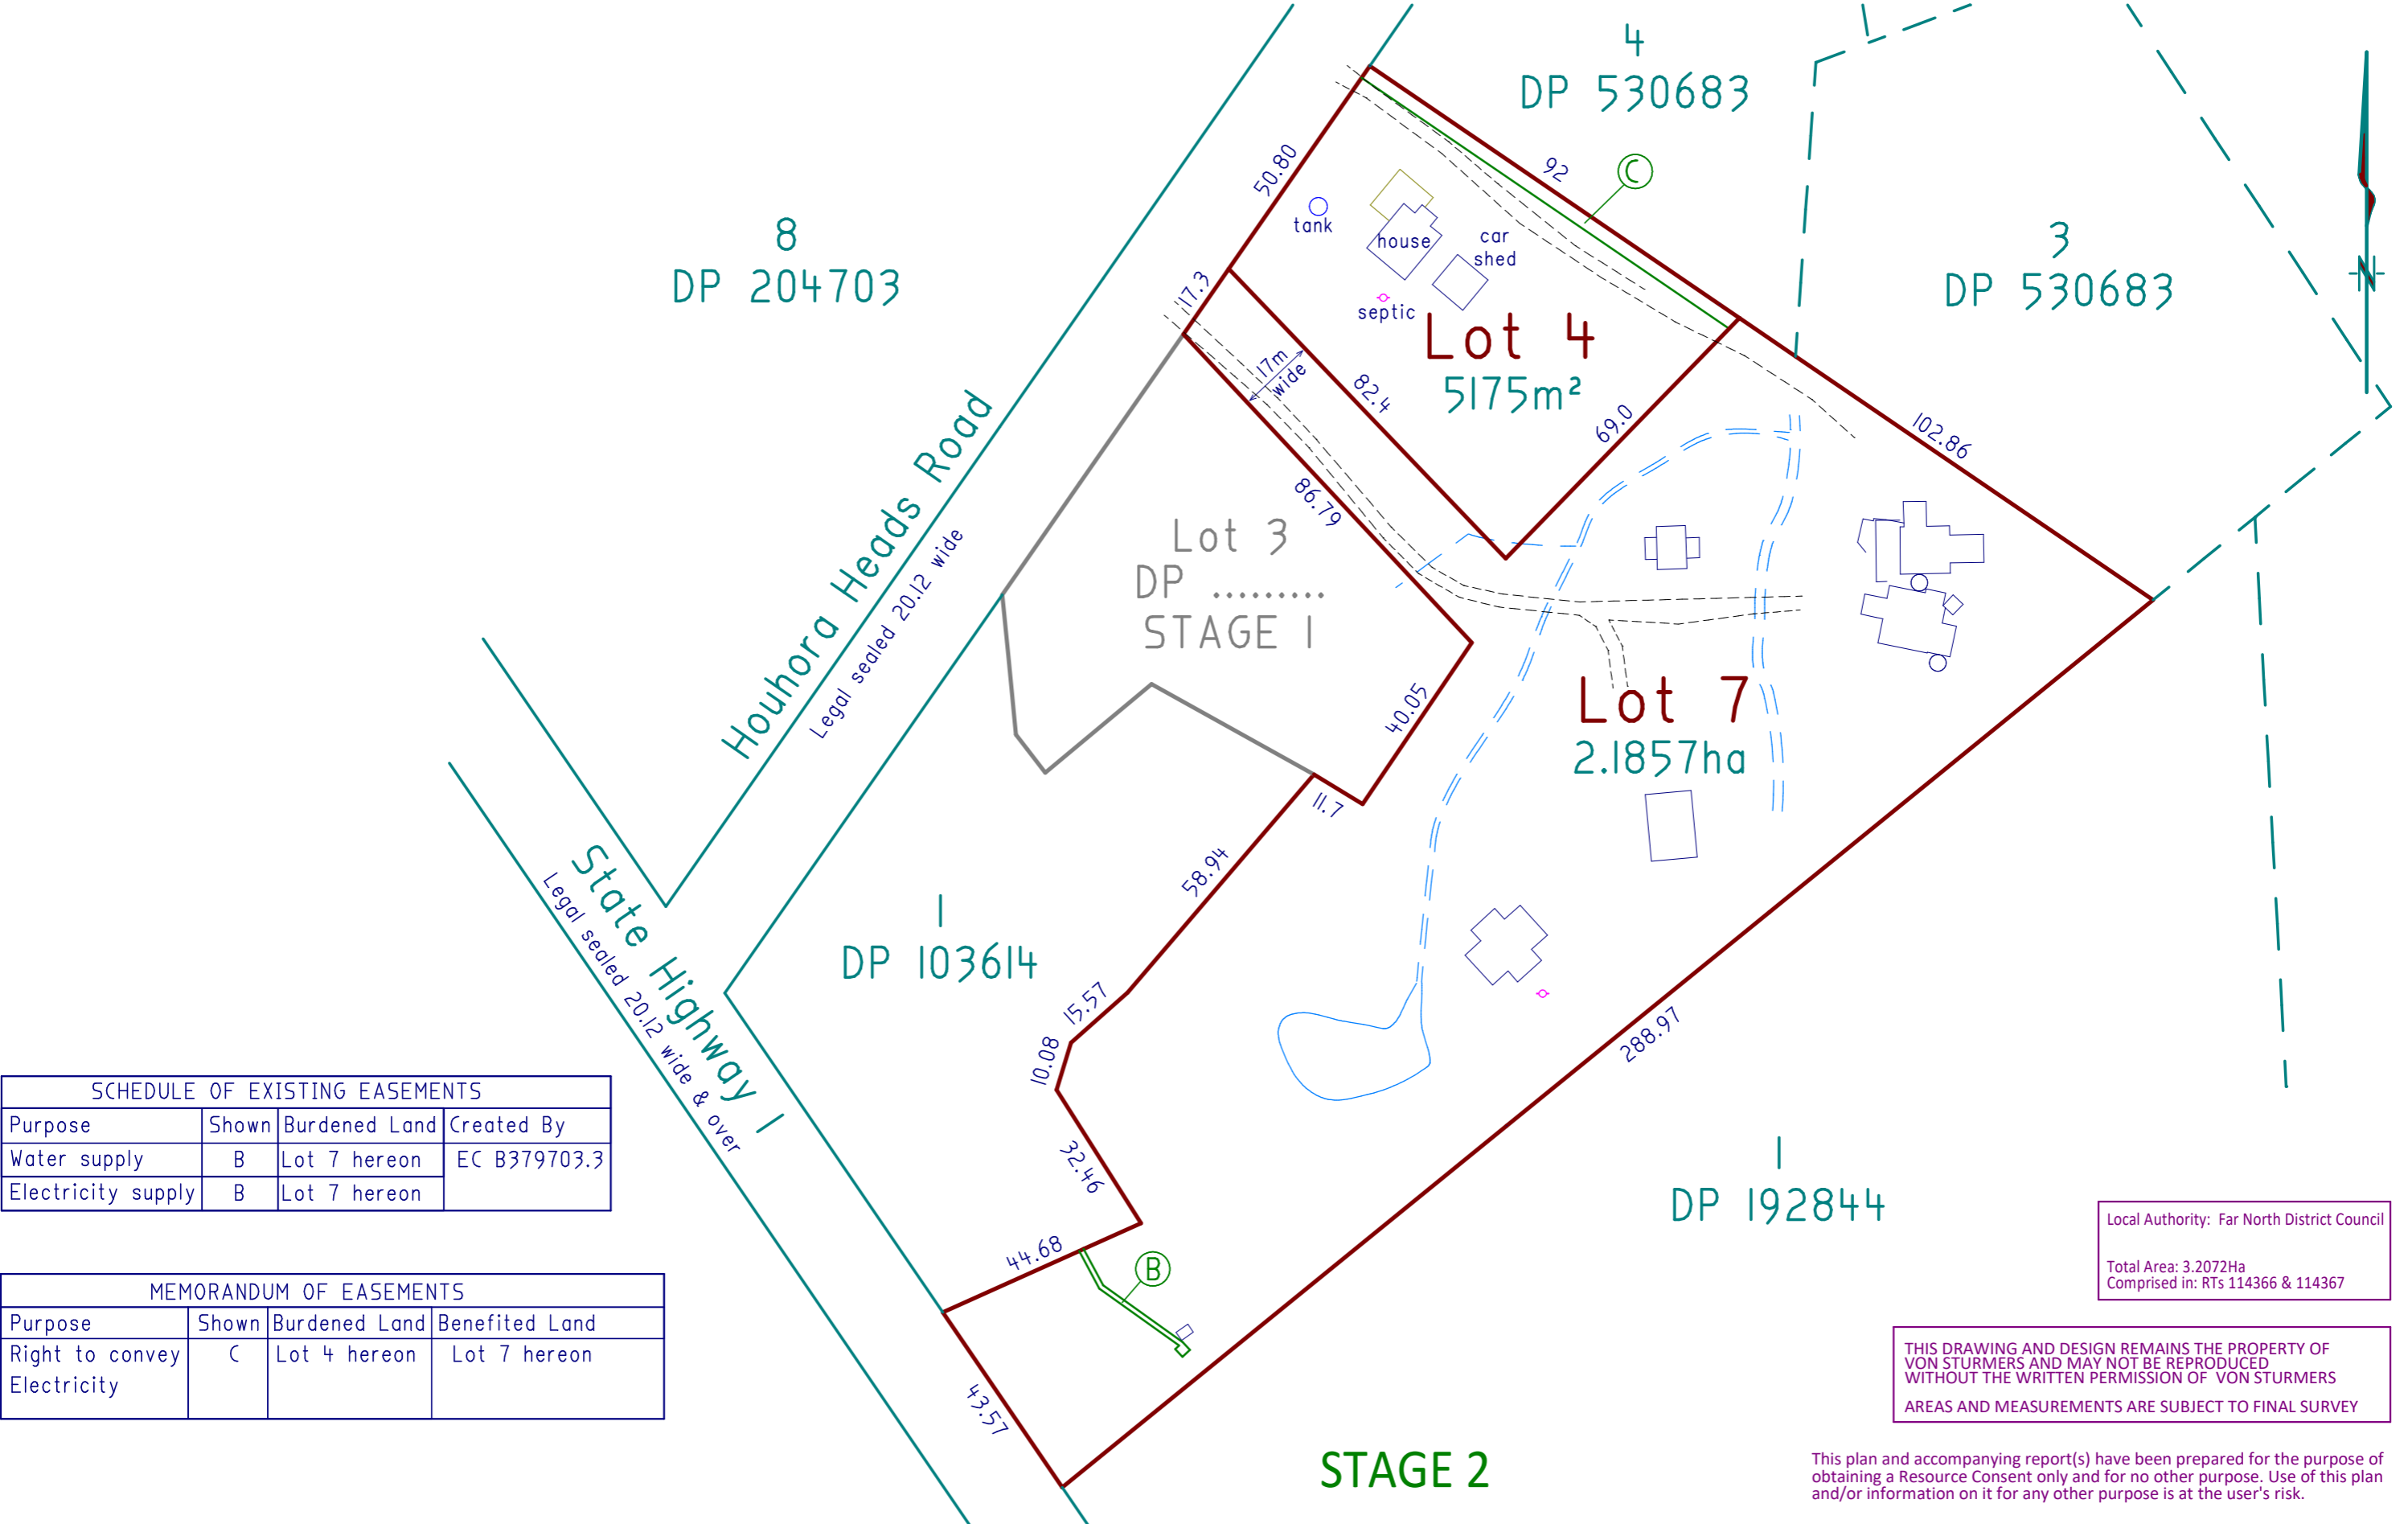 4
DP 530683
92
C
50.80
8
DP 204703
tank
house
car
shed
septic
3
DP 530683
N
17.3
Lot 4
5175m²
17m
wide
82.4
69.0
102.86
86.79
Houhora Heads Road
Legal sealed 20.12 wide
Lot 3
DP .........
STAGE 1
40.05
Lot 7
2.1857ha
11.7
58.94
State Highway 1
Legal sealed 20.12 wide & over
1
DP 103614
15.57
10.08
32.46
288.97
44.68
B
43.57
1
DP 192844
SCHEDULE OF EXISTING EASEMENTS
Purpose Shown Burdened Land Created By
Water supply B Lot 7 hereon EC B379703.3
Electricity supply B Lot 7 hereon
MEMORANDUM OF EASEMENTS
Purpose Shown Burdened Land Benefited Land
Right to convey C Lot 4 hereon Lot 7 hereon
Electricity
Local Authority: Far North District Council
Total Area: 3.2072Ha
Comprised in: RTs 114366 & 114367
THIS DRAWING AND DESIGN REMAINS THE PROPERTY OF
VON STURMERS AND MAY NOT BE REPRODUCED
WITHOUT THE WRITTEN PERMISSION OF VON STURMERS
AREAS AND MEASUREMENTS ARE SUBJECT TO FINAL SURVEY
STAGE 2
This plan and accompanying report(s) have been prepared for the purpose of
obtaining a Resource Consent only and for no other purpose. Use of this plan
and/or information on it for any other purpose is at the user's risk.